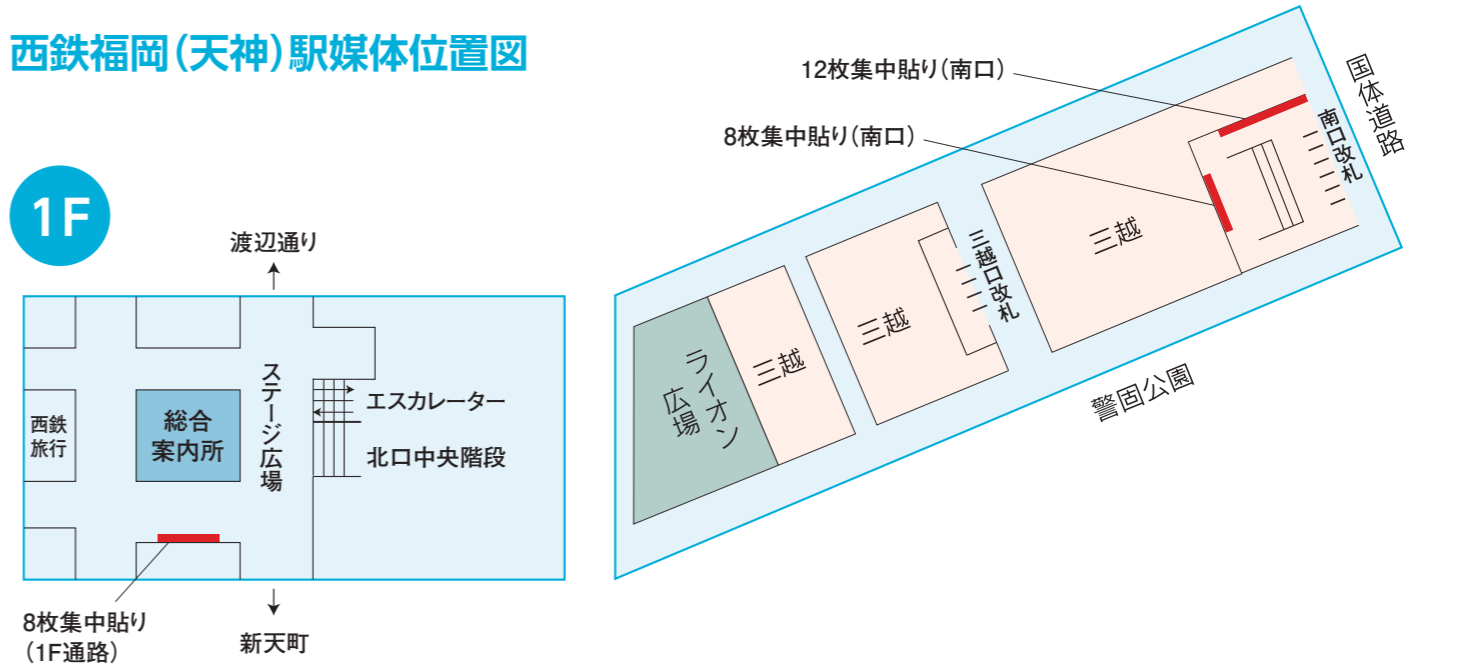 西鉄福岡(天神)駅媒体位置図
1F
渡辺通り
西鉄
旅行
総合
案内所
ステージ広場
エスカレーター
北口中央階段
8枚集中貼り
(1F通路)
新天町
12枚集中貼り(南口)
8枚集中貼り(南口)
国体道路
南口改札
三越
三越口改札
三越
三越
ライオン
広場
警固公園